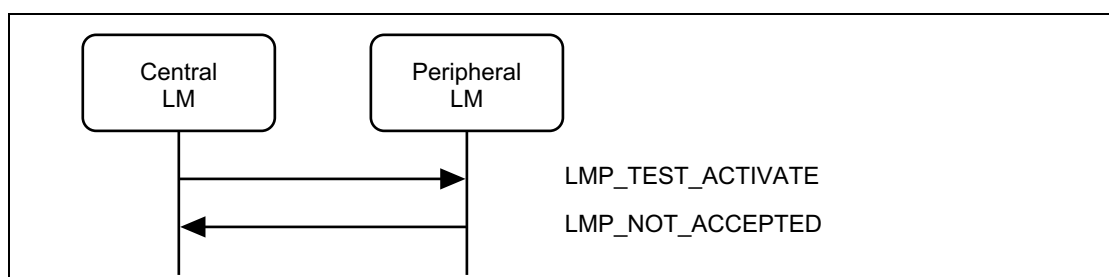 Central
LM
Peripheral
LM
LMP_TEST_ACTIVATE
LMP_NOT_ACCEPTED